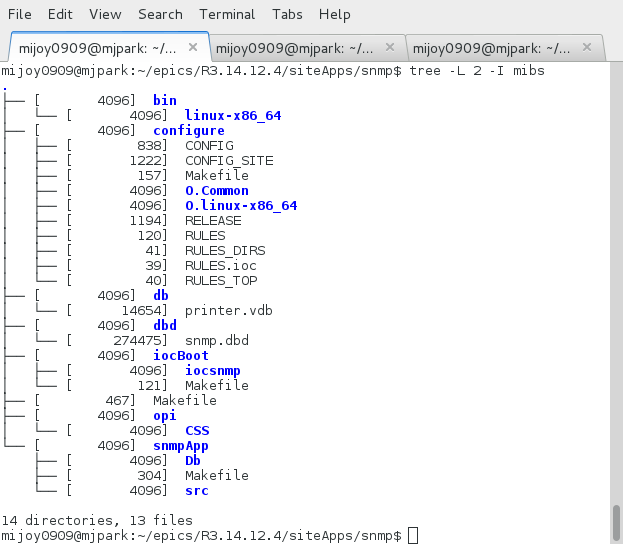 File Edit View Search Terminal Tabs Help
mijoy0909@mjpark: ~/... × mijoy0909@mjpark: ~/... × mijoy0909@mjpark: ~/... ×
mijoy0909@mjpark:~/epics/R3.14.12.4/siteApps/snmp$ tree -L 2 -I mibs
.
├── [       4096]  bin
│   └── [       4096]  linux-x86_64
├── [       4096]  configure
│   ├── [        838]  CONFIG
│   ├── [       1222]  CONFIG_SITE
│   ├── [        157]  Makefile
│   ├── [       4096]  O.Common
│   ├── [       4096]  O.linux-x86_64
│   ├── [       1194]  RELEASE
│   ├── [        120]  RULES
│   ├── [         41]  RULES_DIRS
│   ├── [         39]  RULES.ioc
│   └── [         40]  RULES_TOP
├── [       4096]  db
│   └── [      14654]  printer.vdb
├── [       4096]  dbd
│   └── [     274475]  snmp.dbd
├── [       4096]  iocBoot
│   ├── [       4096]  iocsnmp
│   └── [        121]  Makefile
├── [        467]  Makefile
├── [       4096]  opi
│   └── [       4096]  CSS
└── [       4096]  snmpApp
    ├── [       4096]  Db
    ├── [        304]  Makefile
    └── [       4096]  src
14 directories, 13 files
mijoy0909@mjpark:~/epics/R3.14.12.4/siteApps/snmp$